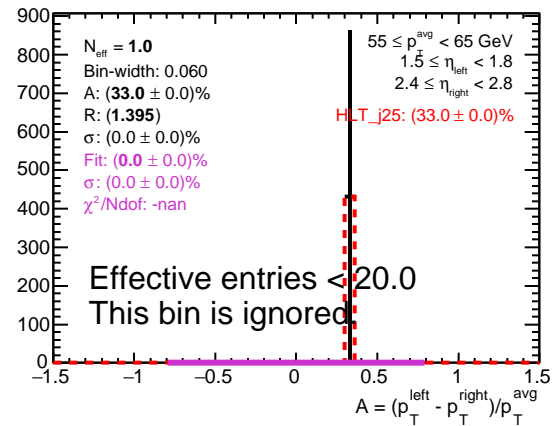 900
800
700
600
500
400
300
200
100
0
N_eff = 1.0
Bin-width: 0.060
A: (33.0 ± 0.0)%
R: (1.395)
σ: (0.0 ± 0.0)%
Fit: (0.0 ± 0.0)%
σ: (0.0 ± 0.0)%
χ²/Ndof: -nan
55 ≤ p_T^avg < 65 GeV
1.5 ≤ η_left < 1.8
2.4 ≤ η_right < 2.8
HLT_j25: (33.0 ± 0.0)%
Effective entries < 20.0
This bin is ignored.
−1.5 −1 −0.5 0 0.5 1 1.5
A = (p_T^left - p_T^right)/p_T^avg